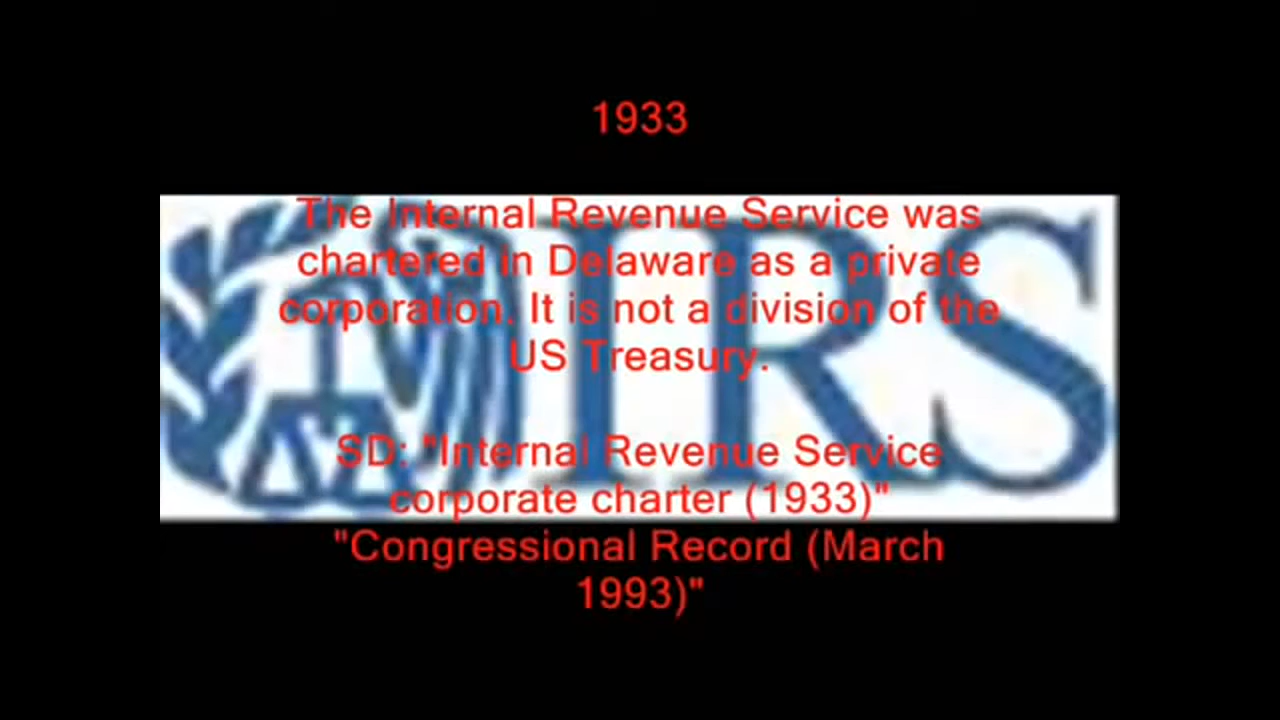 1933
The Internal Revenue Service was
chartered in Delaware as a private
corporation. It is not a division of the
US Treasury.
IRS
SD: "Internal Revenue Service
corporate charter (1933)"
"Congressional Record (March
1993)"